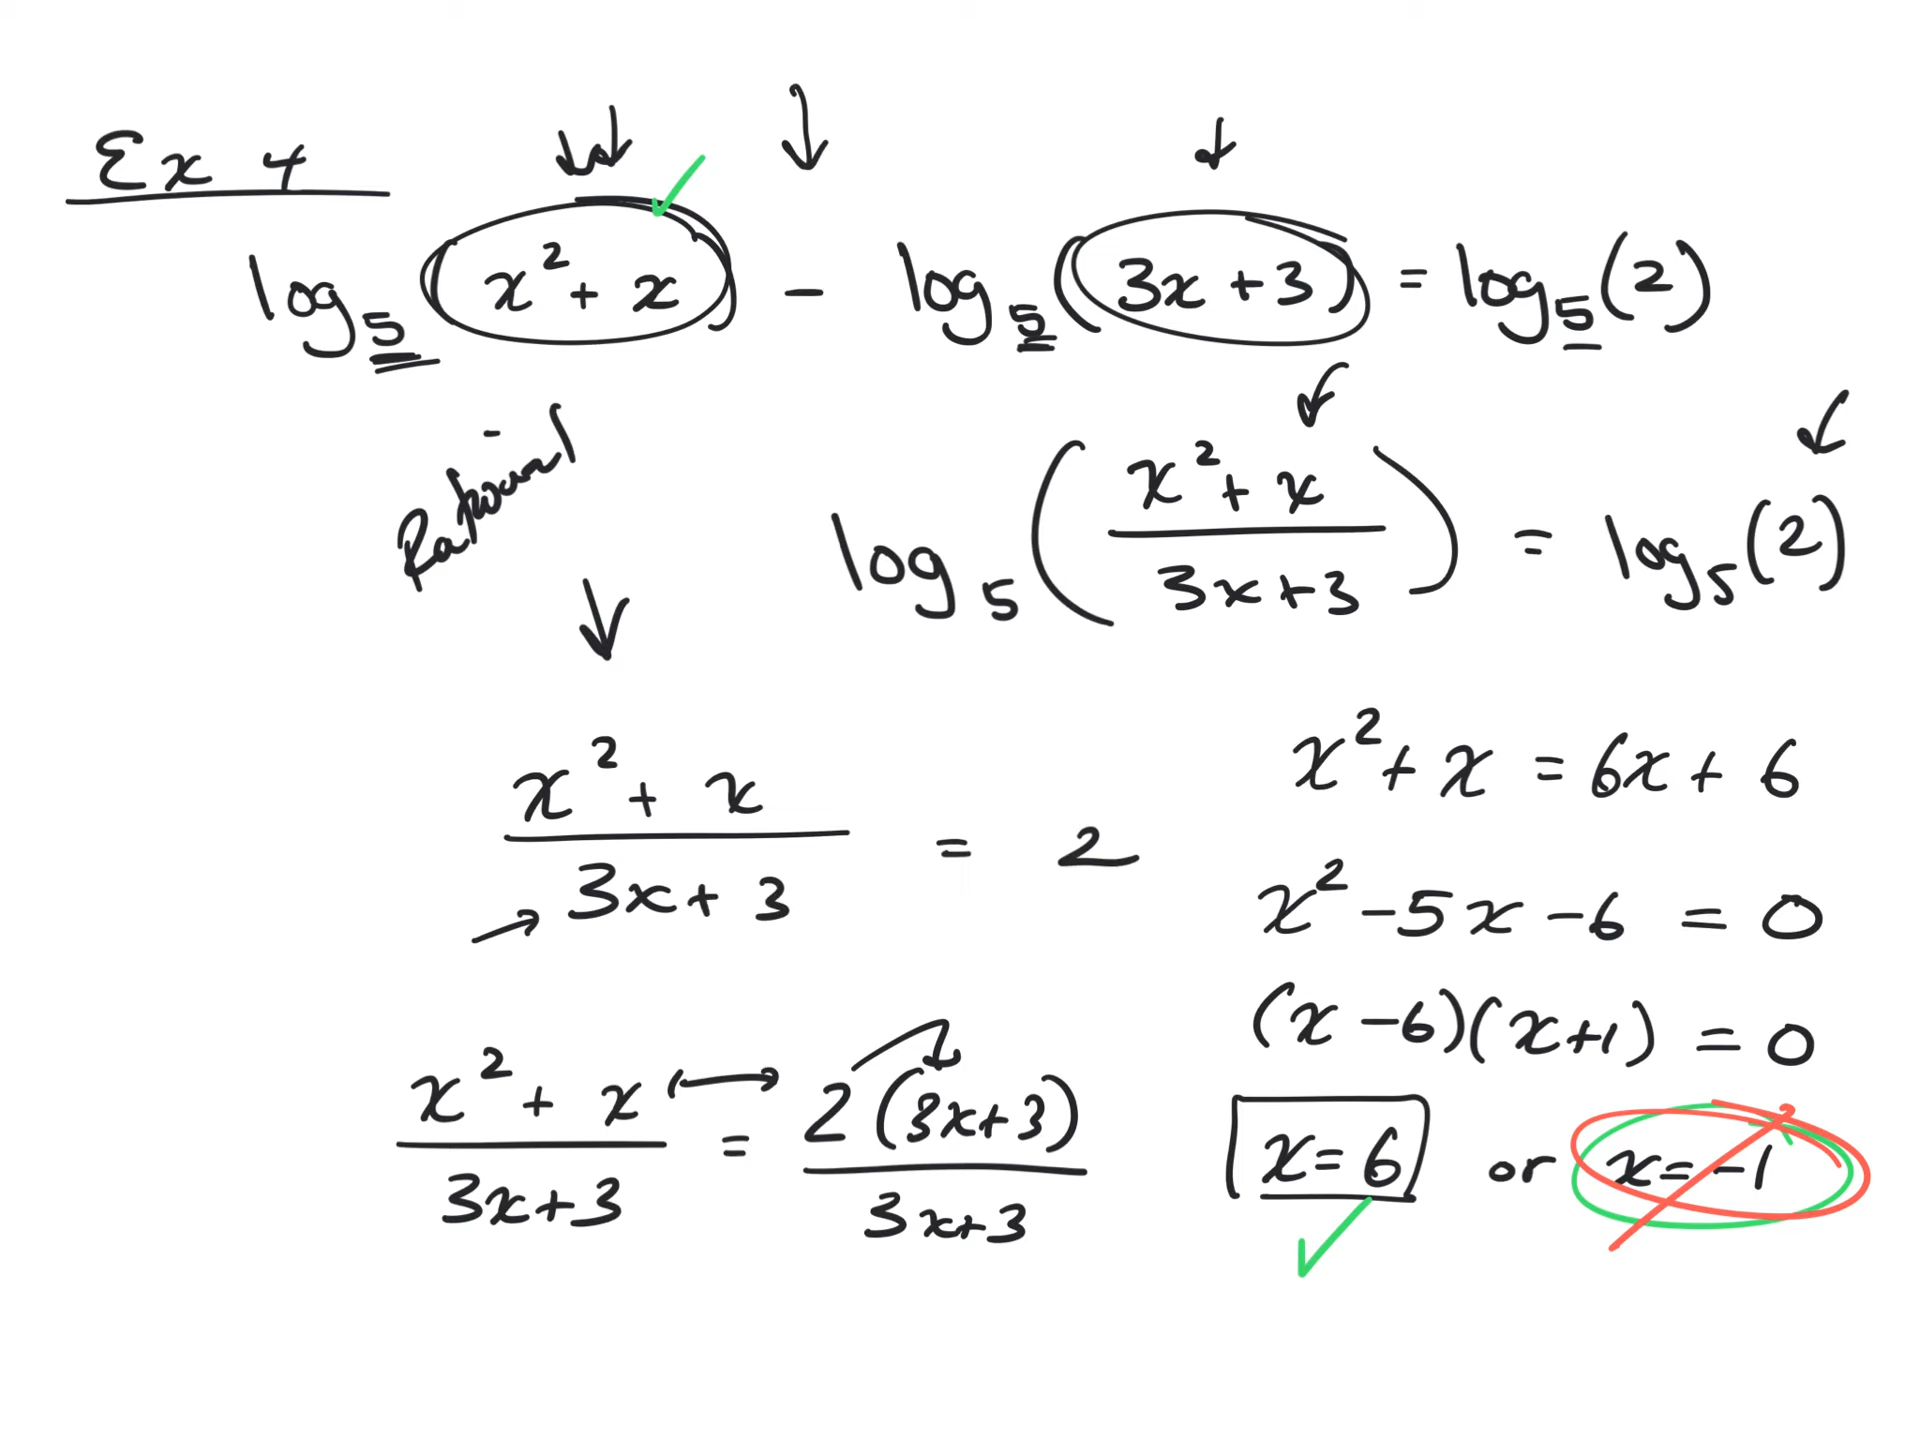 Ex 4
log₅(x² + x) − log₅(3x + 3) = log₅(2)
Rational
log₅((x² + x)/(3x + 3)) = log₅(2)
(x² + x)/(3x + 3) = 2
(x² + x)/(3x + 3) = 2(3x + 3)/(3x + 3)
x² + x = 6x + 6
x² − 5x − 6 = 0
(x − 6)(x + 1) = 0
x = 6 or x = −1